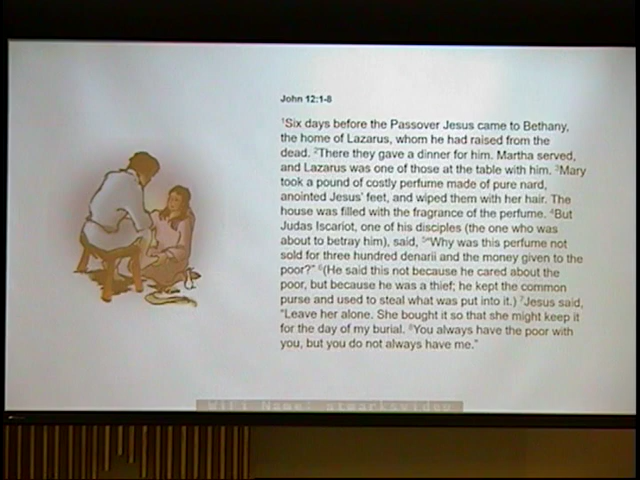 John 12:1-8
¹Six days before the Passover Jesus came to Bethany,
the home of Lazarus, whom he had raised from the
dead. ²There they gave a dinner for him. Martha served,
and Lazarus was one of those at the table with him. ³Mary
took a pound of costly perfume made of pure nard,
anointed Jesus' feet, and wiped them with her hair. The
house was filled with the fragrance of the perfume. ⁴But
Judas Iscariot, one of his disciples (the one who was
about to betray him), said, ⁵"Why was this perfume not
sold for three hundred denarii and the money given to the
poor?" ⁶(He said this not because he cared about the
poor, but because he was a thief; he kept the common
purse and used to steal what was put into it.) ⁷Jesus said,
"Leave her alone. She bought it so that she might keep it
for the day of my burial. ⁸You always have the poor with
you, but you do not always have me."
Wifi Name: stmarksvideo